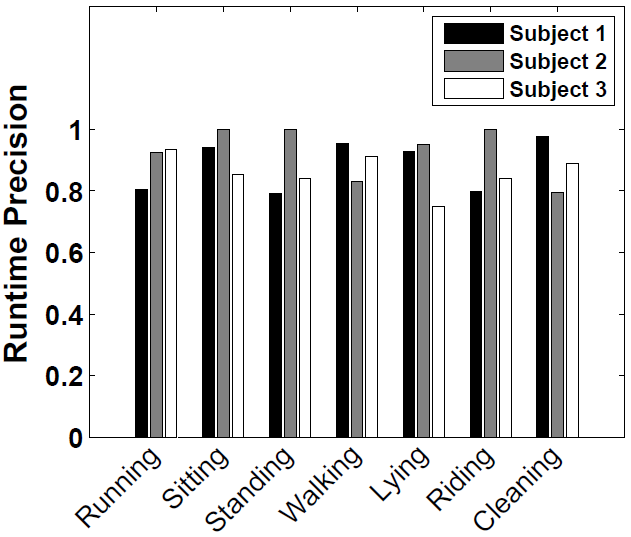 Subject 1
Subject 2
Subject 3
Runtime Precision
1
0.8
0.6
0.4
0.2
0
Running
Sitting
Standing
Walking
Lying
Riding
Cleaning